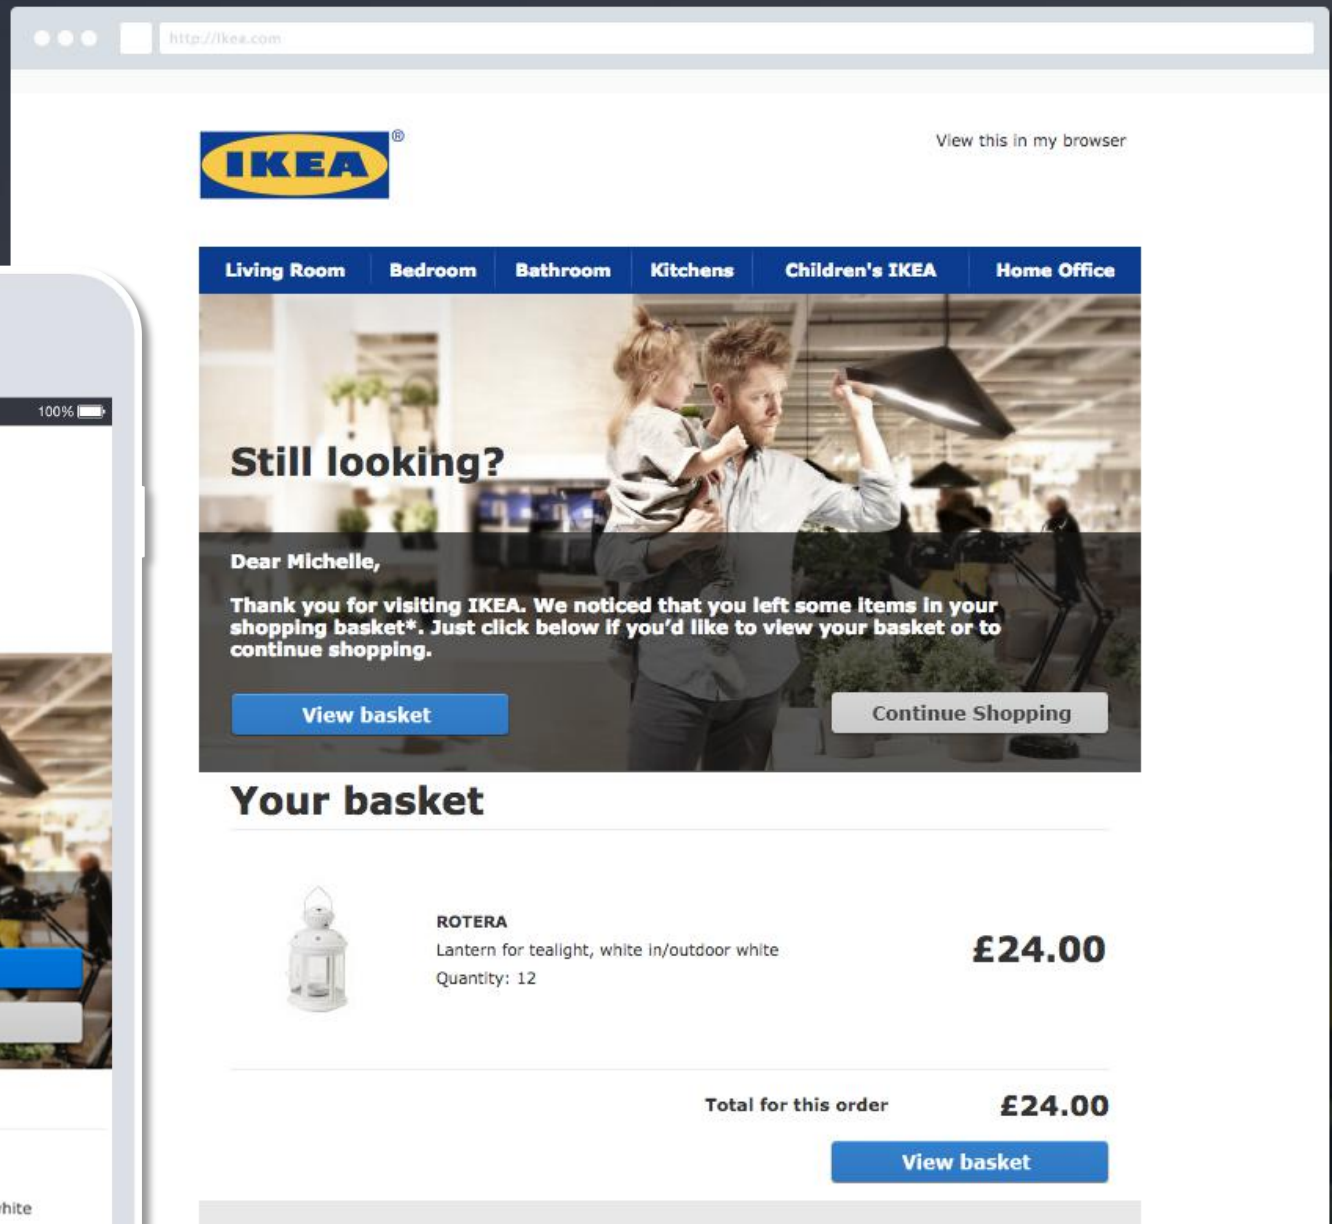 http://ikea.com
IKEA®
View this in my browser
Living Room Bedroom Bathroom Kitchens Children's IKEA Home Office
100%
Still looking?
Dear Michelle,
Thank you for visiting IKEA. We noticed that you left some items in your
shopping basket*. Just click below if you'd like to view your basket or to
continue shopping.
View basket
Continue Shopping
Your basket
ROTERA
Lantern for tealight, white in/outdoor white
Quantity: 12
£24.00
Total for this order £24.00
View basket